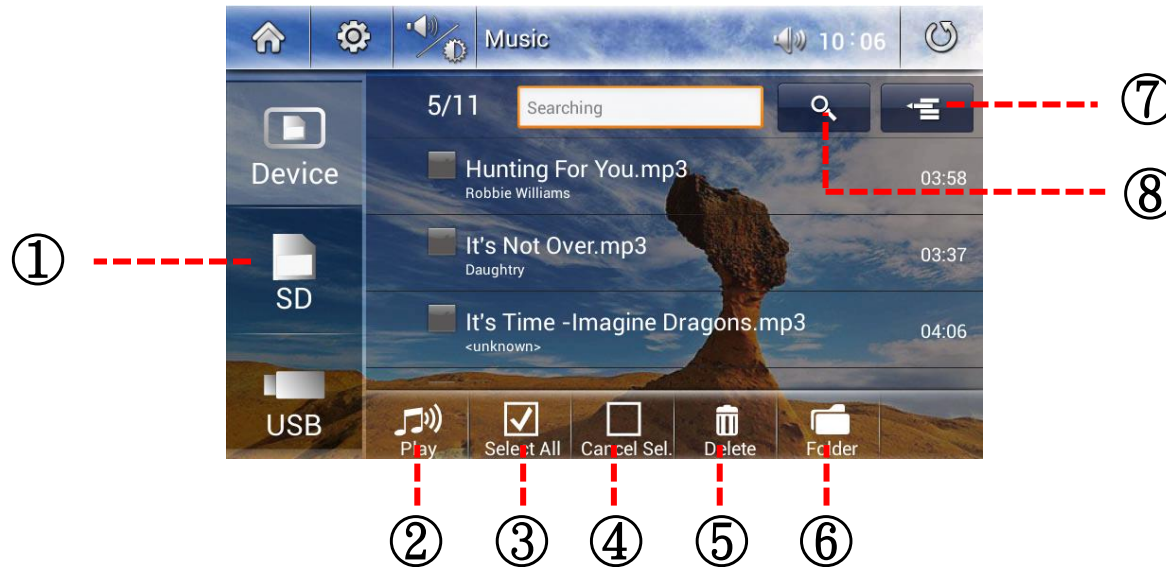 Music 10:06
5/11 Searching
⑦
Device
Hunting For You.mp3 03:58
Robbie Williams
⑧
①
SD
It's Not Over.mp3 03:37
Daughtry
It's Time -Imagine Dragons.mp3 04:06
<unknown>
USB
Play Select All Cancel Sel. Delete Folder
② ③ ④ ⑤ ⑥